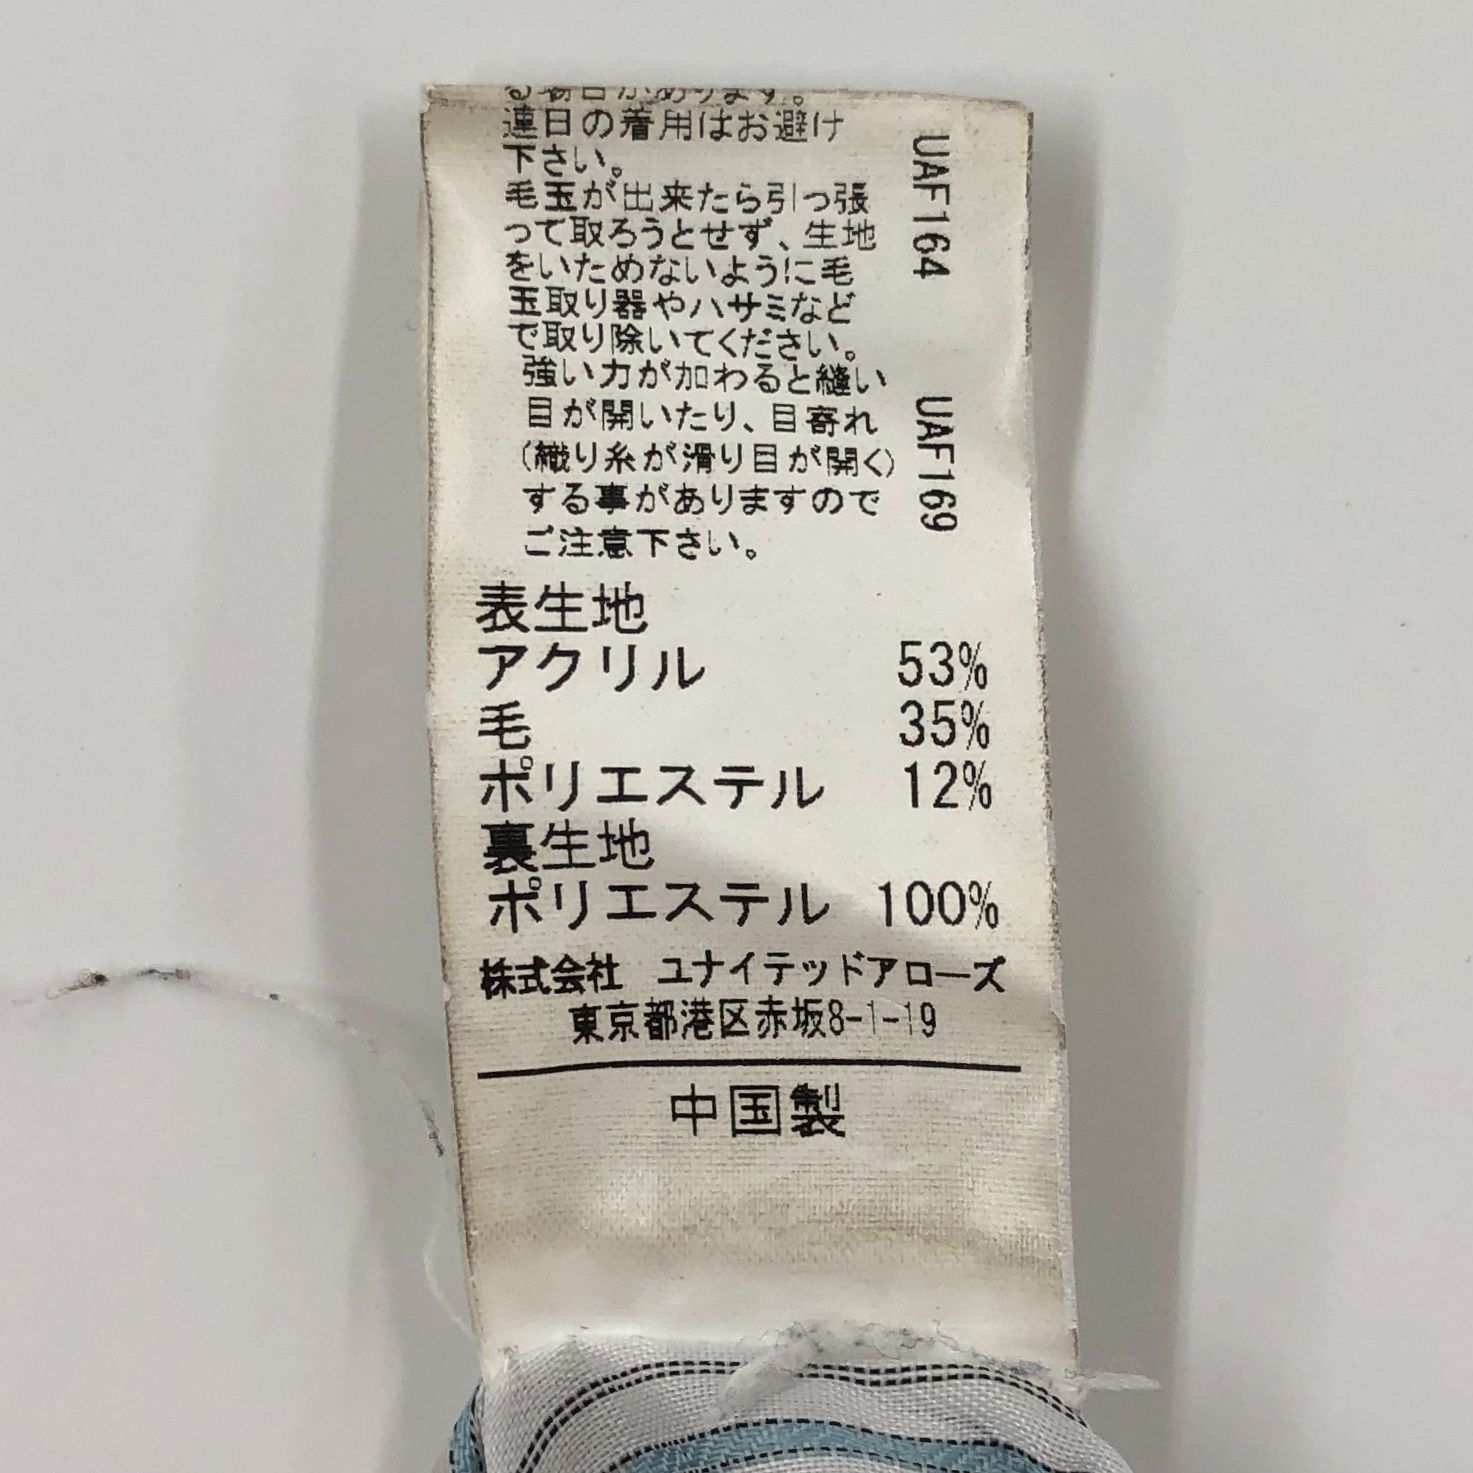 る場合があります。
連日の着用はお避け
下さい。
毛玉が出来たら引っ張
って取ろうとせず、生地
をいためないように毛
玉取り器やハサミなど
で取り除いてください。
強い力が加わると縫い
目が開いたり、目寄れ
(織り糸が滑り目が開く)
する事がありますので
ご注意下さい。
UAF164
UAF169
表生地
アクリル 53%
毛 35%
ポリエステル 12%
裏生地
ポリエステル 100%
株式会社 ユナイテッドアローズ
東京都港区赤坂8-1-19
中国製